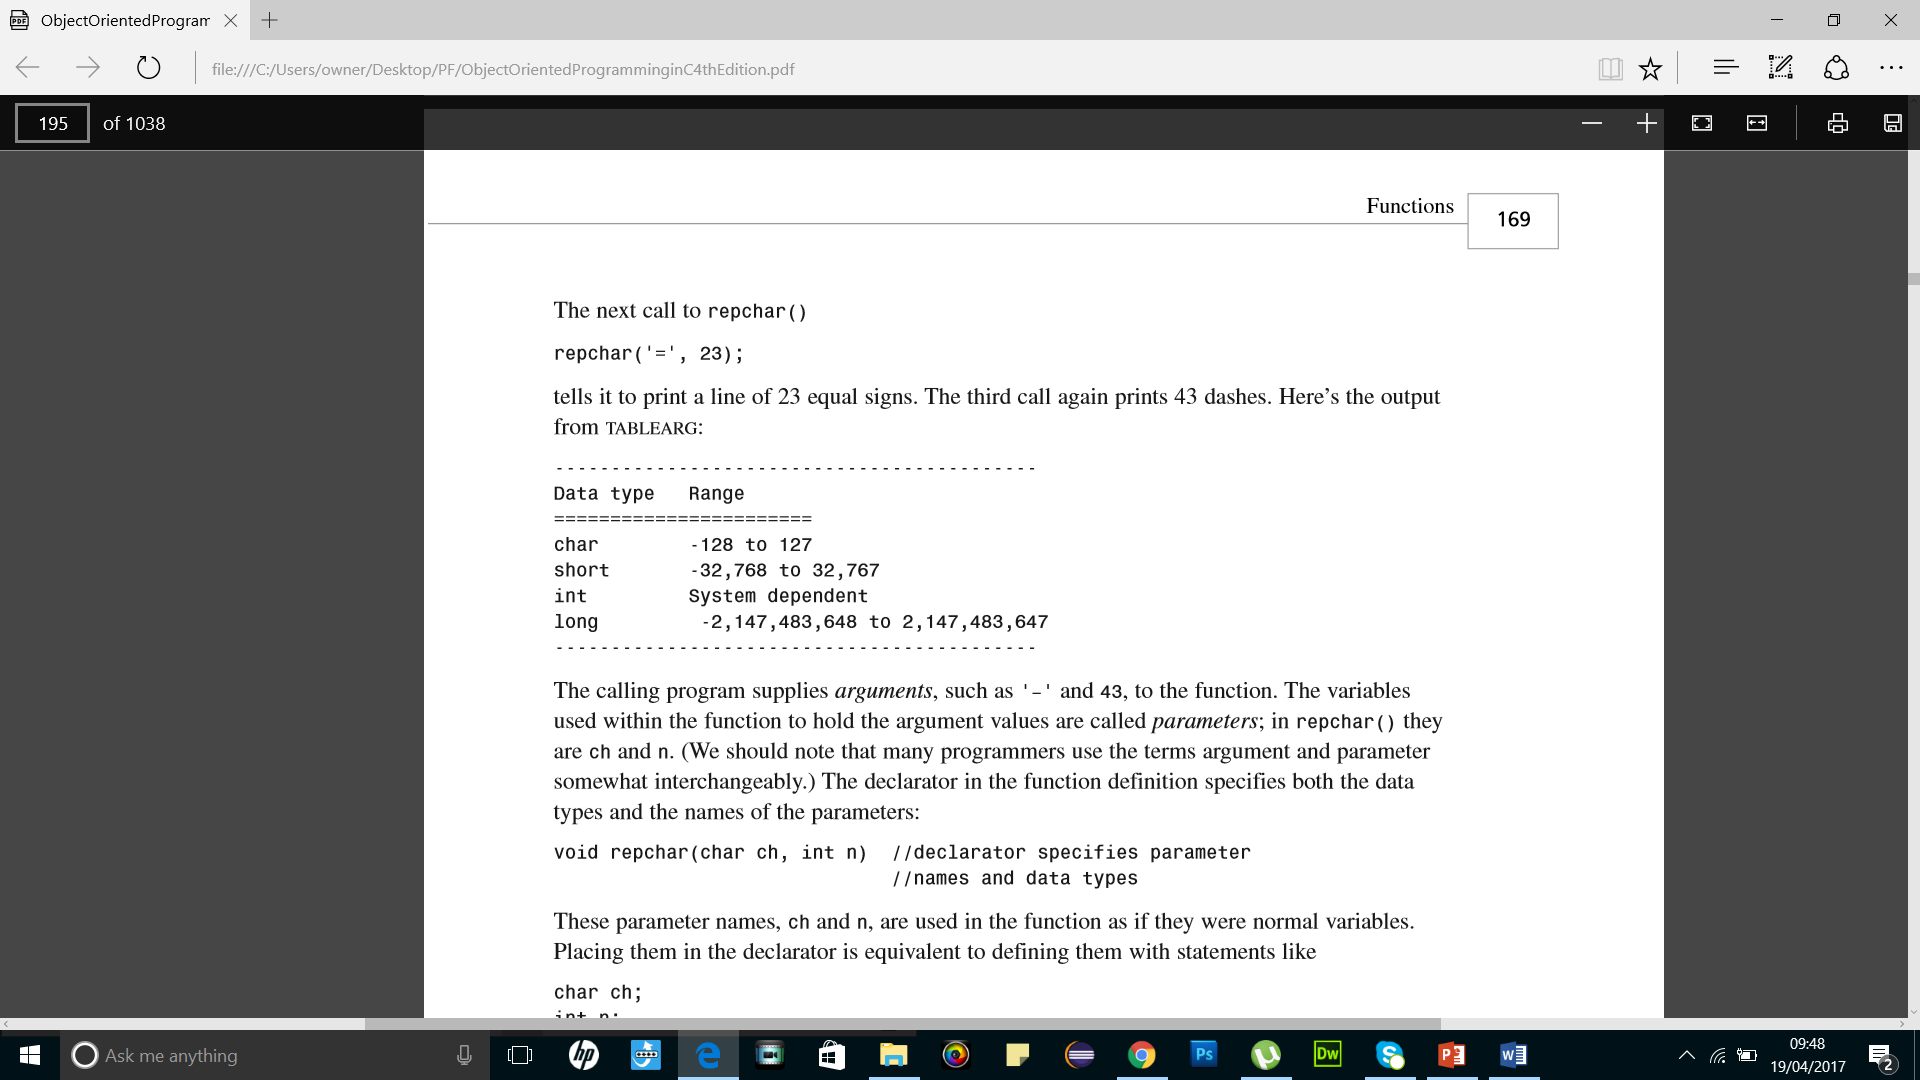 ObjectOrientedProgram
file:///C:/Users/owner/Desktop/PF/ObjectOrientedProgramminginC4thEdition.pdf
195 of 1038
Functions 169
The next call to repchar()
repchar('=', 23);
tells it to print a line of 23 equal signs. The third call again prints 43 dashes. Here’s the output
from TABLEARG:
-------------------------------------------
Data type   Range
=======================
char        -128 to 127
short       -32,768 to 32,767
int         System dependent
long         -2,147,483,648 to 2,147,483,647
-------------------------------------------
The calling program supplies arguments, such as '–' and 43, to the function. The variables
used within the function to hold the argument values are called parameters; in repchar() they
are ch and n. (We should note that many programmers use the terms argument and parameter
somewhat interchangeably.) The declarator in the function definition specifies both the data
types and the names of the parameters:
void repchar(char ch, int n)  //declarator specifies parameter
                              //names and data types
These parameter names, ch and n, are used in the function as if they were normal variables.
Placing them in the declarator is equivalent to defining them with statements like
char ch;
int n;
Ask me anything
hp
Ps
Dw
09:48
19/04/2017
2